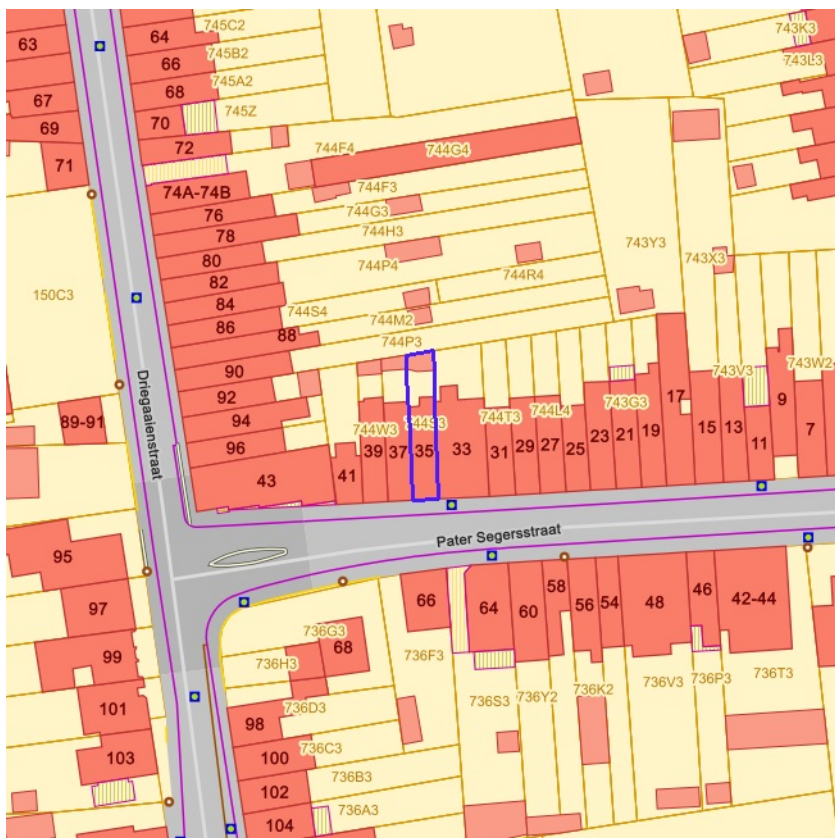 63
64
745C2
743K3
745B2
66
743L3
745A2
67
68
745Z
69
70
72
744F4
744G4
71
74A-74B
744F3
76
744G3
78
744H3
743Y3
80
744P4
743X3
82
744R4
150C3
84
744S4
86
744M2
88
744P3
90
743V3
743W2
92
17
9
Driegaaienstraat
89-91
94
744W3
744S3
744T3
744L4
743G3
96
39
37
35
33
31
29
27
25
23
21
19
15
13
11
7
43
41
Pater Segersstraat
95
58
46
97
66
64
60
56
54
48
42-44
736G3
68
99
736H3
736F3
736T3
736S3
736Y2
736K2
736V3
736P3
101
98
736D3
103
100
736C3
102
736B3
104
736A3